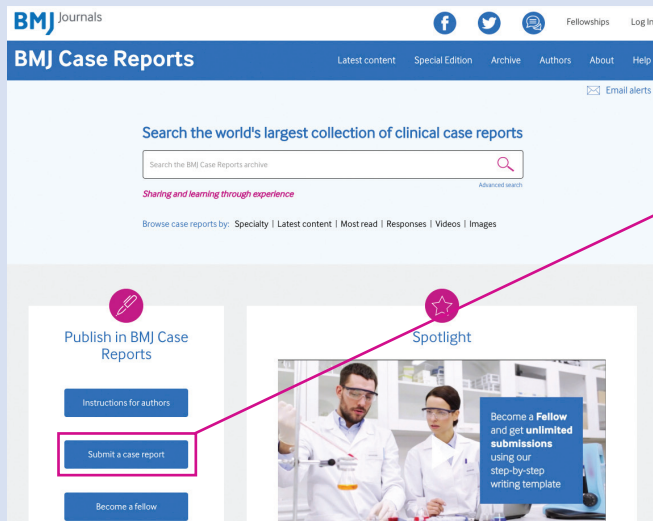 BMJ Journals
Fellowships Log In
BMJ Case Reports
Latest content Special Edition Archive Authors About Help
Email alerts
Search the world's largest collection of clinical case reports
Search the BMJ Case Reports archive
Advanced search
Sharing and learning through experience
Browse case reports by: Specialty | Latest content | Most read | Responses | Videos | Images
Publish in BMJ Case
Reports
Instructions for authors
Submit a case report
Become a fellow
Spotlight
Become a Fellow
and get unlimited
submissions
using our
step-by-step
writing template